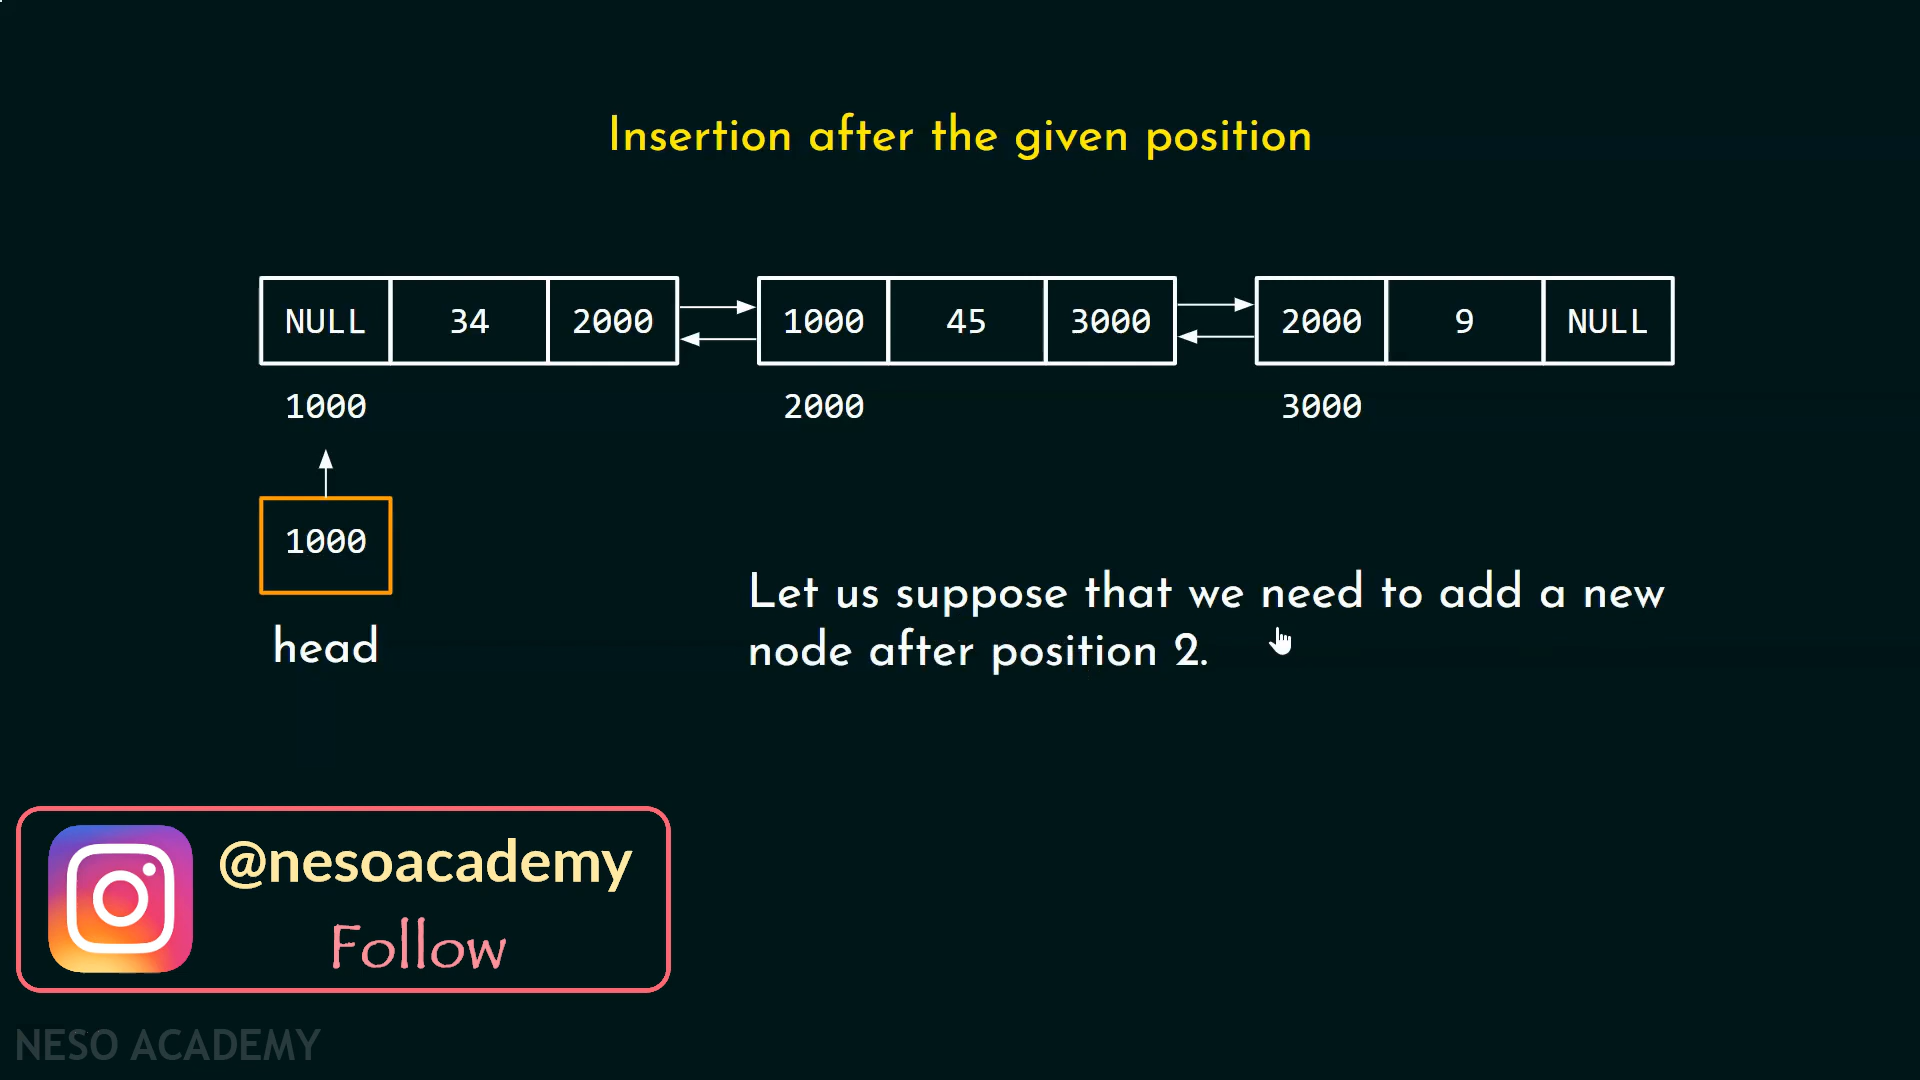 Insertion after the given position
NULL 34 2000 1000 45 3000 2000 9 NULL
1000 2000 3000
1000
head
Let us suppose that we need to add a new
node after position 2.
@nesoacademy
Follow
NESO ACADEMY